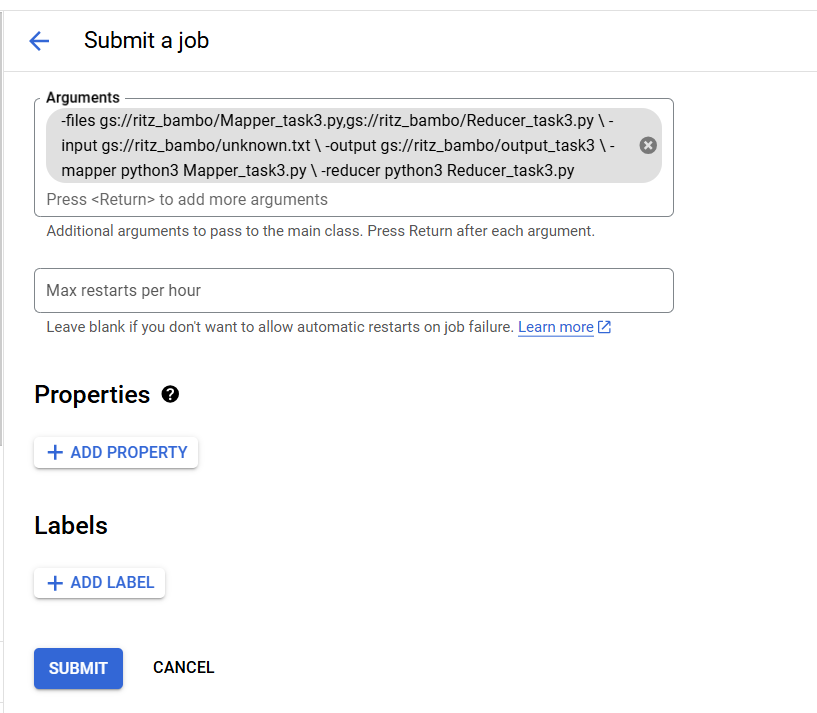 Submit a job
Arguments
-files gs://ritz_bambo/Mapper_task3.py,gs://ritz_bambo/Reducer_task3.py \ -
input gs://ritz_bambo/unknown.txt \ -output gs://ritz_bambo/output_task3 \ -
mapper python3 Mapper_task3.py \ -reducer python3 Reducer_task3.py
Press <Return> to add more arguments
Additional arguments to pass to the main class. Press Return after each argument.
Max restarts per hour
Leave blank if you don't want to allow automatic restarts on job failure. Learn more
Properties
ADD PROPERTY
Labels
ADD LABEL
SUBMIT CANCEL